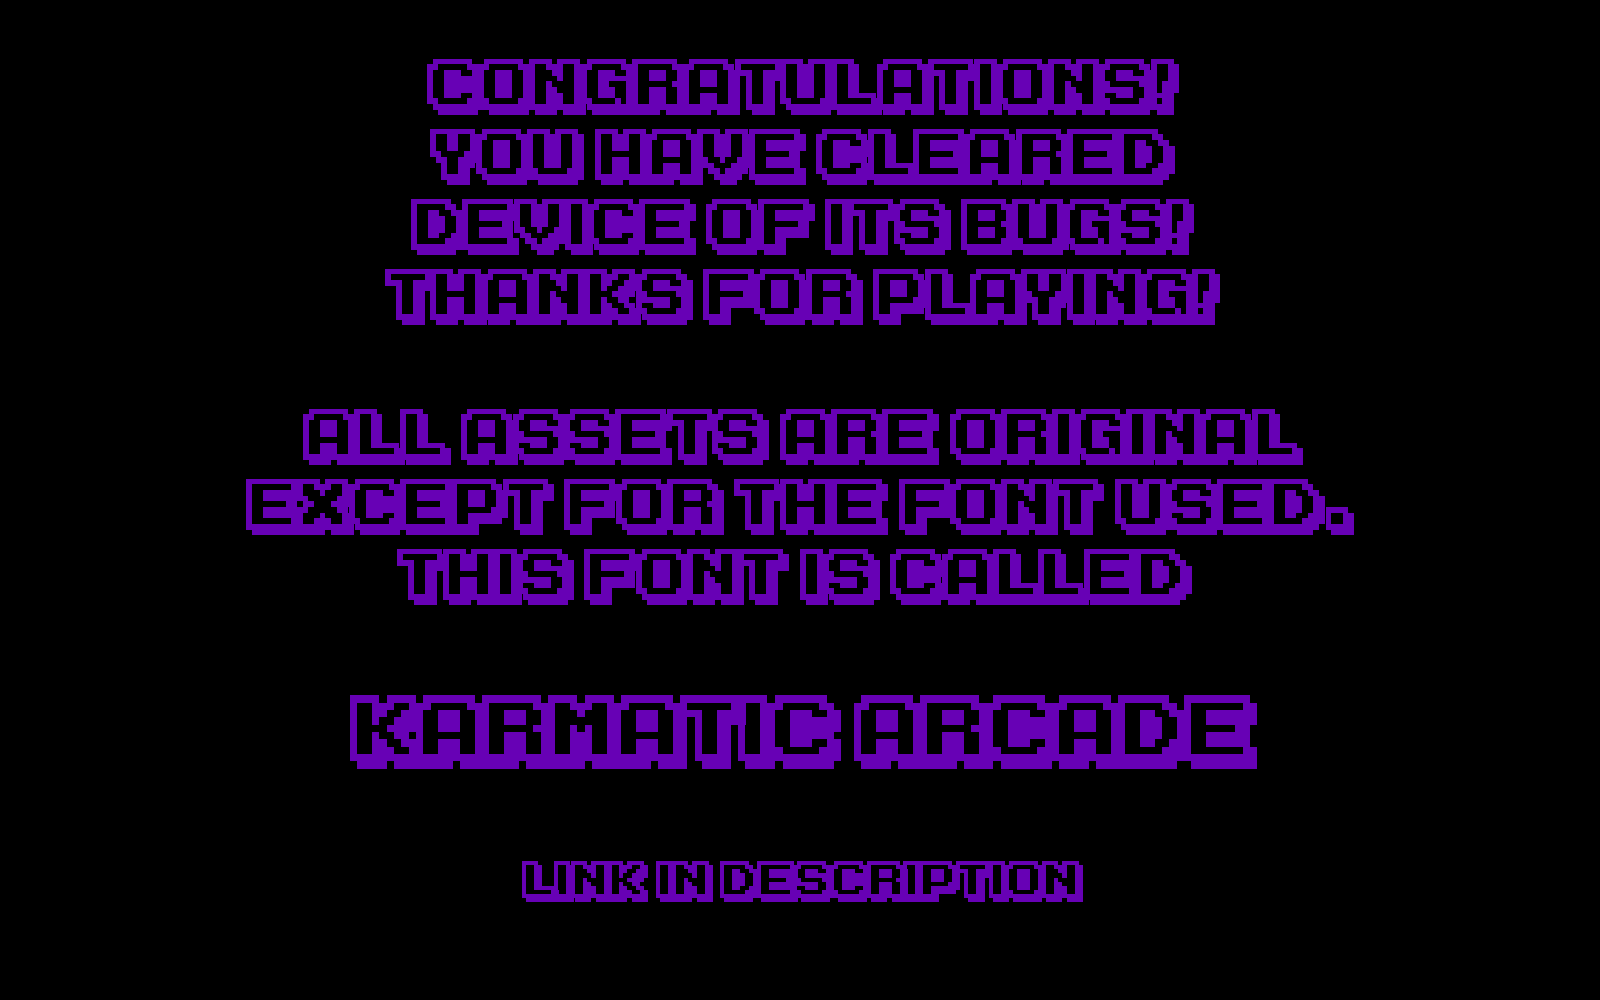 CONGRATULATIONS!
YOU HAVE CLEARED
DEVICE OF ITS BUGS!
THANKS FOR PLAYING!
ALL ASSETS ARE ORIGINAL
EXCEPT FOR THE FONT USED.
THIS FONT IS CALLED
KARMATIC ARCADE
LINK IN DESCRIPTION